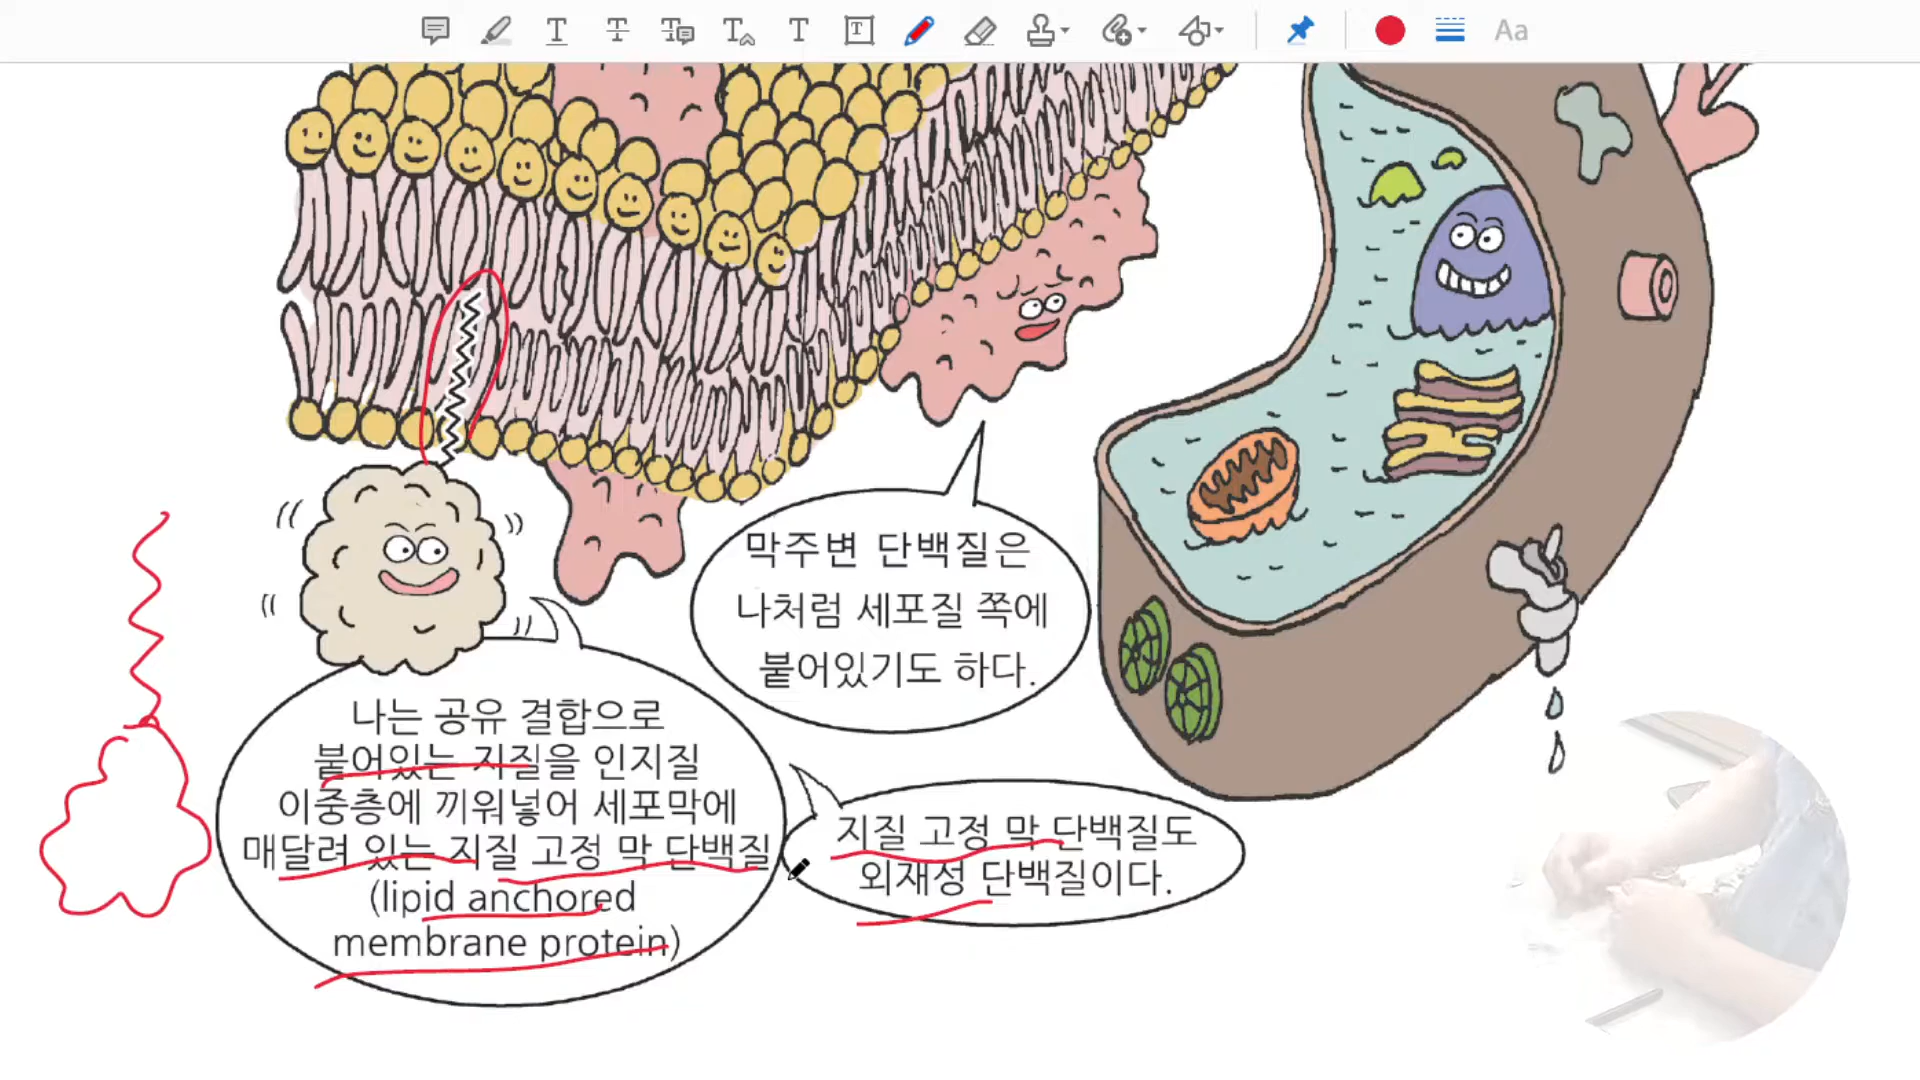 Aa
막주변 단백질은
나처럼 세포질 쪽에
붙어있기도 하다.
나는 공유 결합으로
붙어있는 지질을 인지질
이중층에 끼워넣어 세포막에
매달려 있는 지질 고정 막 단백질
(lipid anchored
membrane protein)
지질 고정 막 단백질도
외재성 단백질이다.